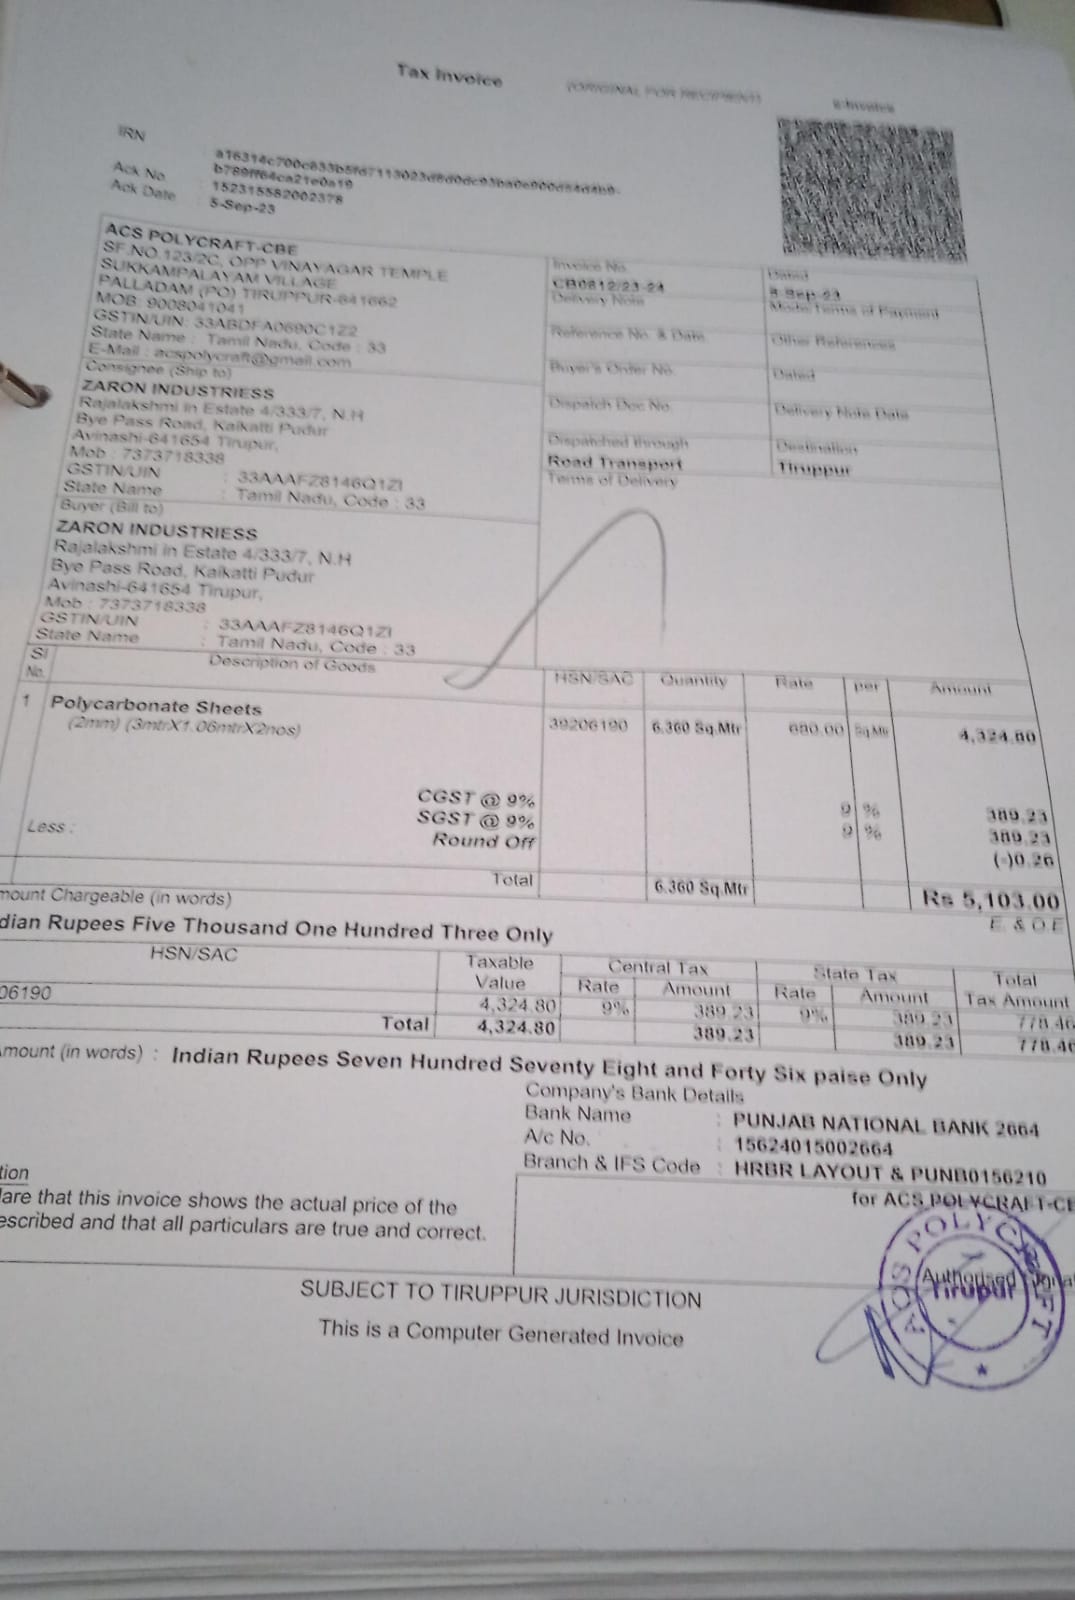 Tax Invoice
(ORIGINAL FOR RECIPIENT)
e-Invoice
IRN
b789ff64ca21e0a19
Ack No
152315582002378
Ack Date
5-Sep-23
ACS POLYCRAFT-CBE
SF.NO.123/2C, OPP VINAYAGAR TEMPLE
SUKKAMPALAYAM VILLAGE
PALLADAM (PO) TIRUPPUR-641662
MOB: 9008041041
GSTIN/UIN: 33ABDFA0690C1Z2
State Name : Tamil Nadu, Code : 33
E-Mail : acspolycraft@gmail.com
Invoice No.
CB0812/23-24
Dated
5-Sep-23
Delivery Note
Mode/Terms of Payment
Reference No. & Date.
Other References
Buyer's Order No.
Dated
Dispatch Doc No.
Delivery Note Date
Dispatched through
Road Transport
Destination
Tiruppur
Terms of Delivery
Consignee (Ship to)
ZARON INDUSTRIESS
Rajalakshmi in Estate 4/333/7, N.H
Bye Pass Road, Kaikatti Pudur
Avinashi-641654 Tirupur,
Mob : 7373718338
GSTIN/UIN : 33AAAFZ8146Q1ZI
State Name : Tamil Nadu, Code : 33
Buyer (Bill to)
ZARON INDUSTRIESS
Rajalakshmi in Estate 4/333/7, N.H
Bye Pass Road, Kaikatti Pudur
Avinashi-641654 Tirupur,
Mob : 7373718338
GSTIN/UIN : 33AAAFZ8146Q1ZI
State Name : Tamil Nadu, Code : 33
Sl No. Description of Goods HSN/SAC Quantity Rate per Amount
1 Polycarbonate Sheets 39206190 6.360 Sq.Mtr 680.00 Sq.Mtr 4,324.80
(2mm) (3mtrX1.06mtrX2nos)
CGST @ 9% 9 % 389.23
SGST @ 9% 9 % 389.23
Less : Round Off (-)0.26
Total 6.360 Sq.Mtr Rs 5,103.00
mount Chargeable (in words) E. & O.E
dian Rupees Five Thousand One Hundred Three Only
HSN/SAC Taxable Value Central Tax State Tax Total Tax Amount
Rate Amount Rate Amount
06190 4,324.80 9% 389.23 9% 389.23 778.46
Total 4,324.80 389.23 389.23 778.46
Amount (in words) : Indian Rupees Seven Hundred Seventy Eight and Forty Six paise Only
Company's Bank Details
Bank Name : PUNJAB NATIONAL BANK 2664
A/c No. : 15624015002664
Branch & IFS Code : HRBR LAYOUT & PUNB0156210
tion
lare that this invoice shows the actual price of the
escribed and that all particulars are true and correct.
for ACS POLYCRAFT-CB
Authorised Signa
ACS POLYCRAFT
Tirupur
SUBJECT TO TIRUPPUR JURISDICTION
This is a Computer Generated Invoice